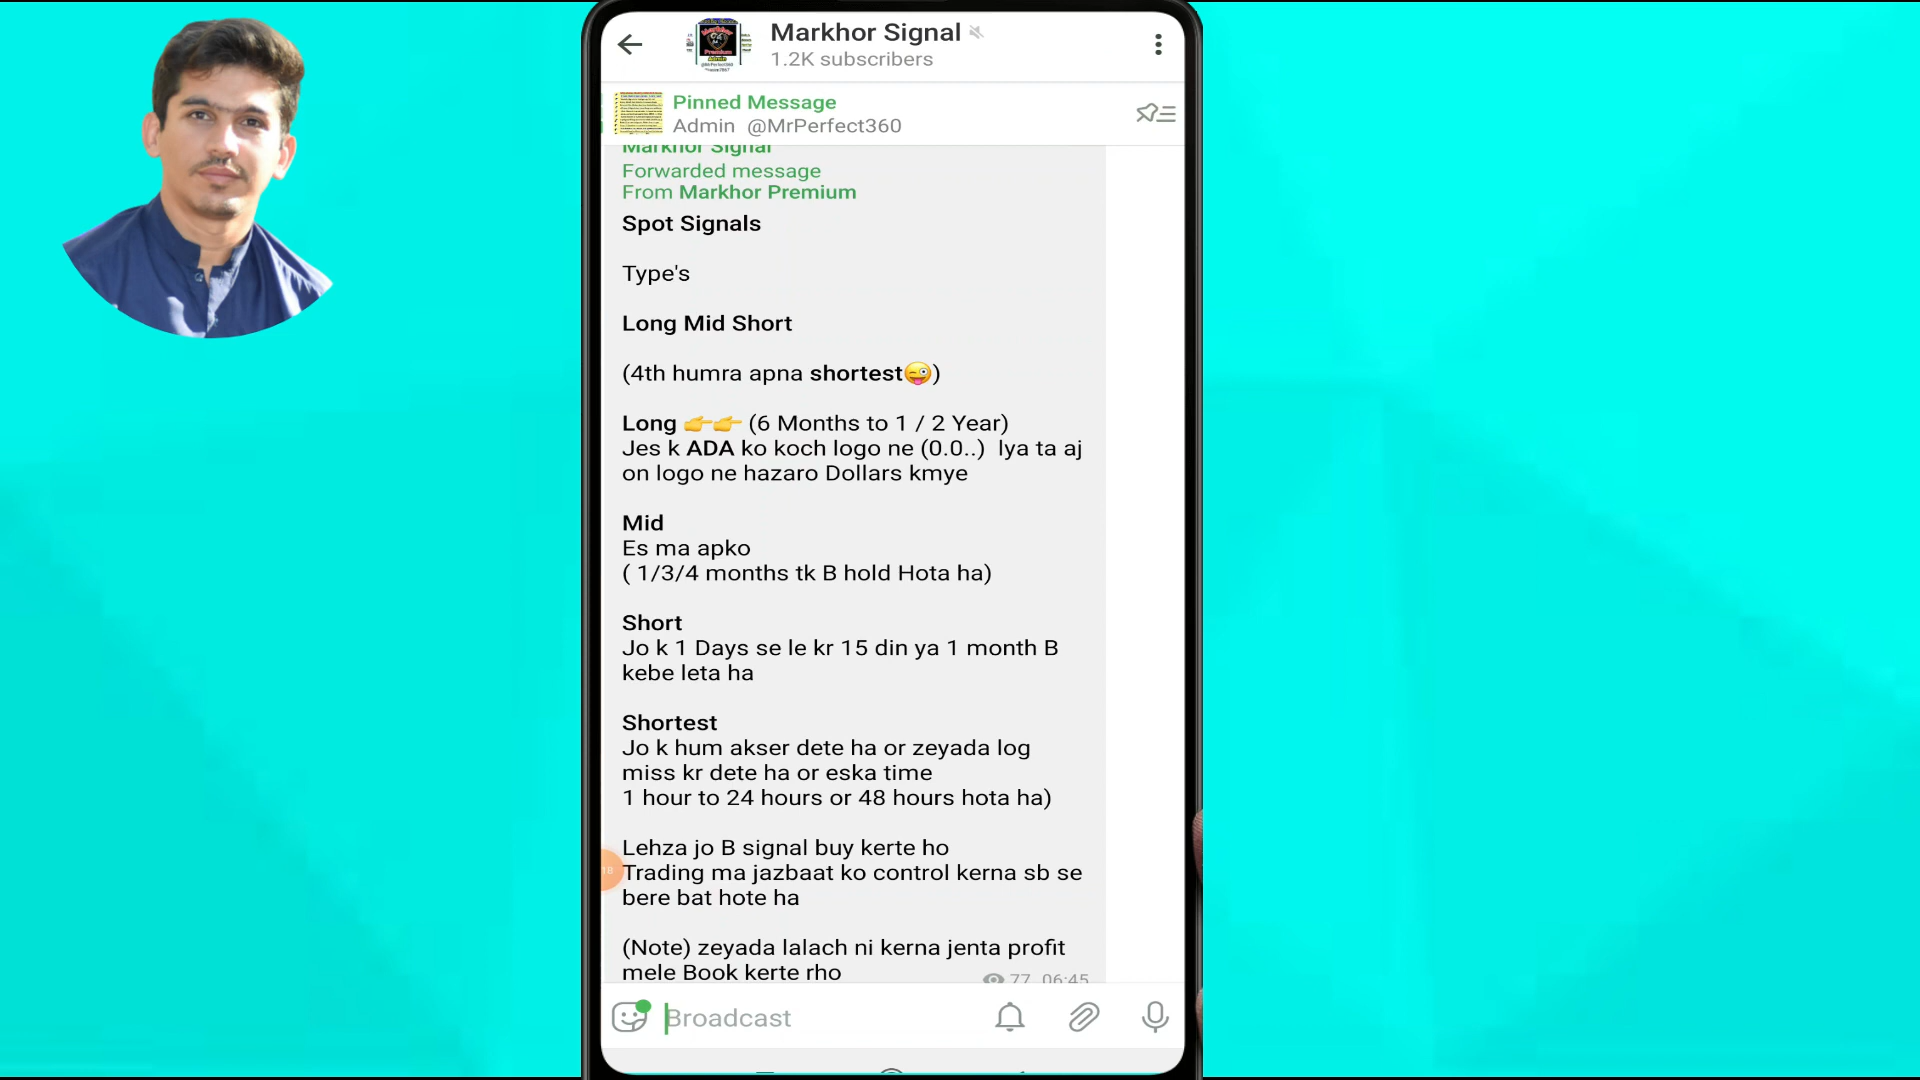 Markhor Signal
1.2K subscribers
Pinned Message
Admin @MrPerfect360
Markhor Signal
Forwarded message
From Markhor Premium
Spot Signals
Type's
Long Mid Short
(4th humra apna shortest😜)
Long 👉👉 (6 Months to 1 / 2 Year)
Jes k ADA ko koch logo ne (0.0..) lya ta aj
on logo ne hazaro Dollars kmye
Mid
Es ma apko
( 1/3/4 months tk B hold Hota ha)
Short
Jo k 1 Days se le kr 15 din ya 1 month B
kebe leta ha
Shortest
Jo k hum akser dete ha or zeyada log
miss kr dete ha or eska time
1 hour to 24 hours or 48 hours hota ha)
Lehza jo B signal buy kerte ho
18
Trading ma jazbaat ko control kerna sb se
bere bat hote ha
(Note) zeyada lalach ni kerna jenta profit
mele Book kerte rho
77 06:45
Broadcast